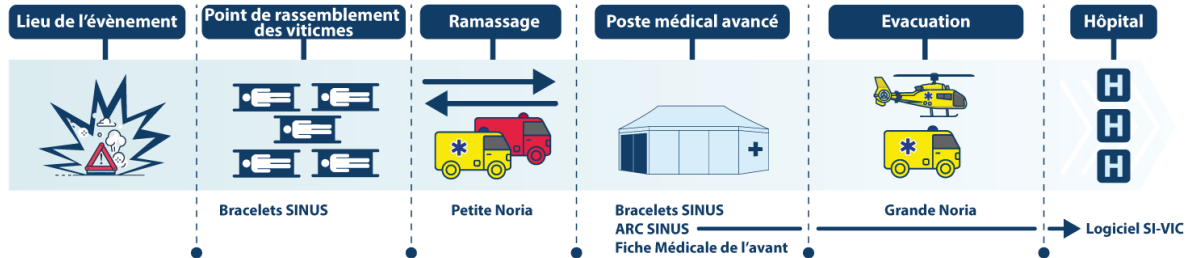 Lieu de l’évènement
Point de rassemblement
des viticmes
Ramassage
Poste médical avancé
Evacuation
Hôpital
H
H
H
Bracelets SINUS
Petite Noria
Bracelets SINUS
ARC SINUS
Fiche Médicale de l’avant
Grande Noria
Logiciel SI-VIC